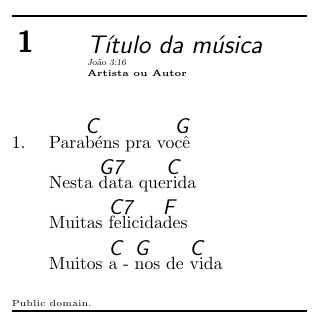 1 Título da música
João 3:16
Artista ou Autor
C G
1. Parabéns pra você
G7 C
Nesta data querida
C7 F
Muitas felicidades
C G C
Muitos a - nos de vida
Public domain.